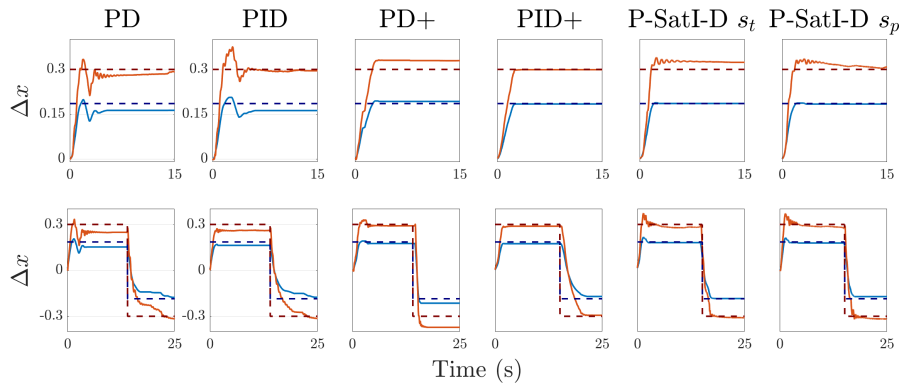 PD PID PD+ PID+ P-SatI-D s_t P-SatI-D s_p
Δx
0.3
0.15
0
0 15 0 15 0 15 0 15 0 15 0 15
Δx
0.3
0
-0.3
0 25 0 25 0 25 0 25 0 25 0 25
Time (s)